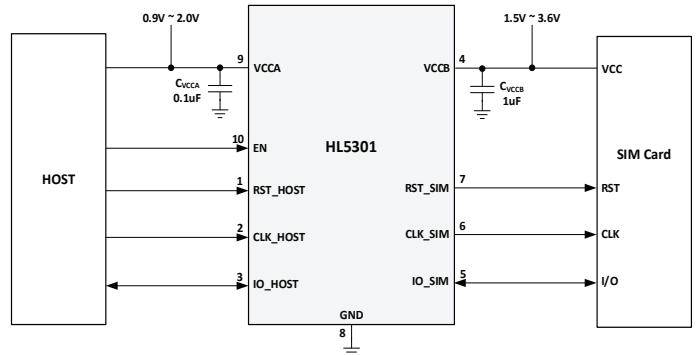 0.9V ~ 2.0V
1.5V ~ 3.6V
9
VCCA
VCCB
4
VCC
CVCCA
0.1uF
CVCCB
1uF
10
EN
HL5301
HOST
SIM Card
1
RST_HOST
RST_SIM
7
RST
2
CLK_HOST
CLK_SIM
6
CLK
3
IO_HOST
IO_SIM
5
I/O
GND
8